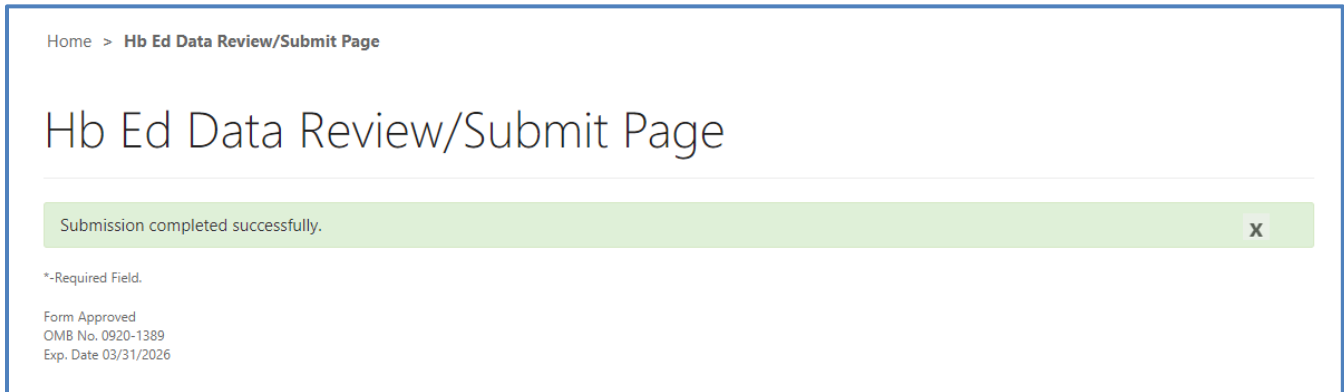 Home > Hb Ed Data Review/Submit Page
Hb Ed Data Review/Submit Page
Submission completed successfully. X
*-Required Field.
Form Approved
OMB No. 0920-1389
Exp. Date 03/31/2026